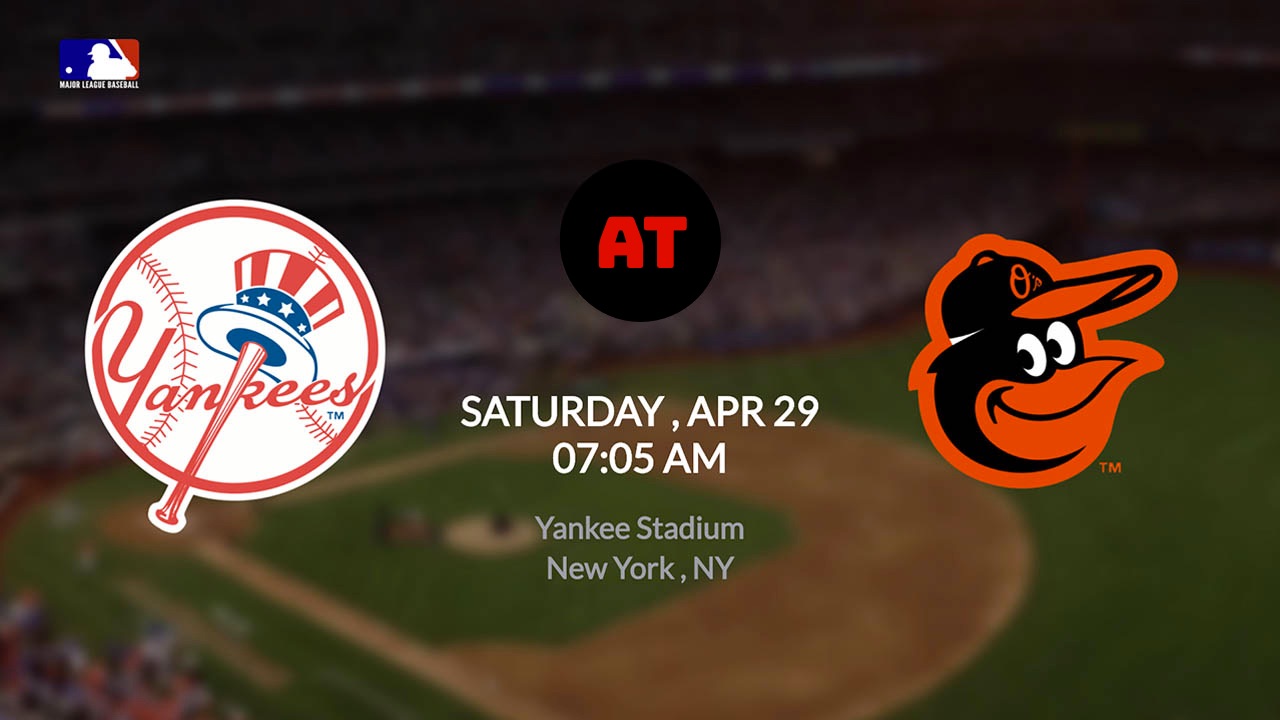 MAJOR LEAGUE BASEBALL
AT
Yankees
TM
O's
TM
SATURDAY , APR 29
07:05 AM
Yankee Stadium
New York , NY